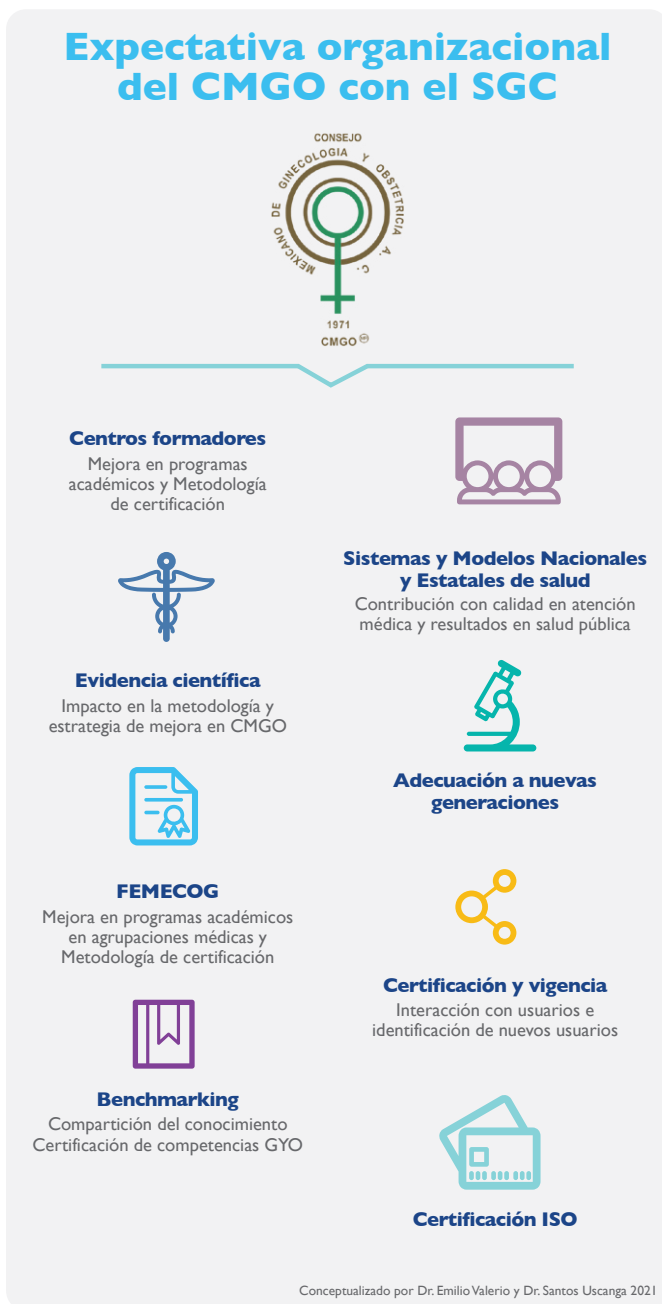 Expectativa organizacional
del CMGO con el SGC
CONSEJO
MEXICANO DE GINECOLOGIA Y OBSTETRICIA A. C.
1971
CMGO
Centros formadores
Mejora en programas
académicos y Metodología
de certificación
Evidencia científica
Impacto en la metodología y
estrategia de mejora en CMGO
FEMECOG
Mejora en programas académicos
en agrupaciones médicas y
Metodología de certificación
Benchmarking
Compartición del conocimiento
Certificación de competencias GYO
Sistemas y Modelos Nacionales
y Estatales de salud
Contribución con calidad en atención
médica y resultados en salud pública
Adecuación a nuevas
generaciones
Certificación y vigencia
Interacción con usuarios e
identificación de nuevos usuarios
Certificación ISO
Conceptualizado por Dr. Emilio Valerio y Dr. Santos Uscanga 2021